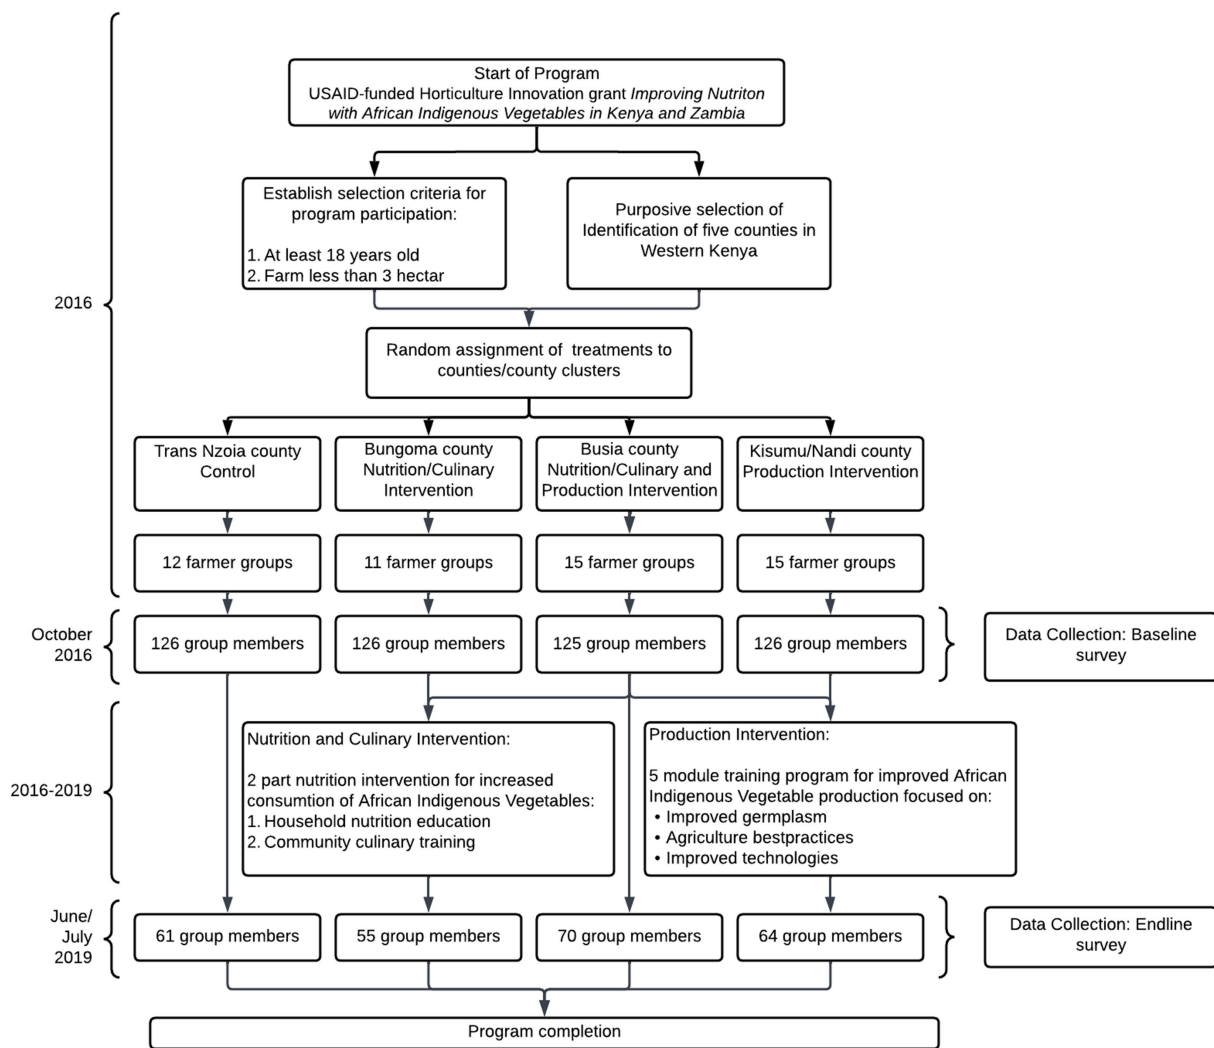 Start of Program
USAID-funded Horticulture Innovation grant Improving Nutriton
with African Indigenous Vegetables in Kenya and Zambia
Establish selection criteria for
program participation:
1. At least 18 years old
2. Farm less than 3 hectar
Purposive selection of
Identification of five counties in
Western Kenya
2016
Random assignment of treatments to
counties/county clusters
Trans Nzoia county
Control
Bungoma county
Nutrition/Culinary
Intervention
Busia county
Nutrition/Culinary and
Production Intervention
Kisumu/Nandi county
Production Intervention
12 farmer groups
11 farmer groups
15 farmer groups
15 farmer groups
October
2016
126 group members
126 group members
125 group members
126 group members
Data Collection: Baseline
survey
2016-2019
Nutrition and Culinary Intervention:
2 part nutrition intervention for increased
consumtion of African Indigenous Vegetables:
1. Household nutrition education
2. Community culinary training
Production Intervention:
5 module training program for improved African
Indigenous Vegetable production focused on:
• Improved germplasm
• Agriculture bestpractices
• Improved technologies
June/
July
2019
61 group members
55 group members
70 group members
64 group members
Data Collection: Endline
survey
Program completion